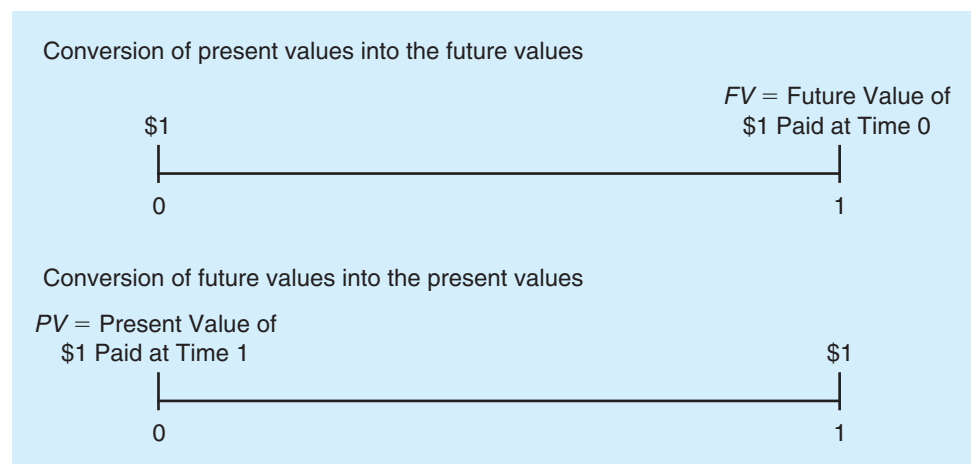 Conversion of present values into the future values
FV = Future Value of
$1 Paid at Time 0
$1
0
1
Conversion of future values into the present values
PV = Present Value of
$1 Paid at Time 1
$1
0
1